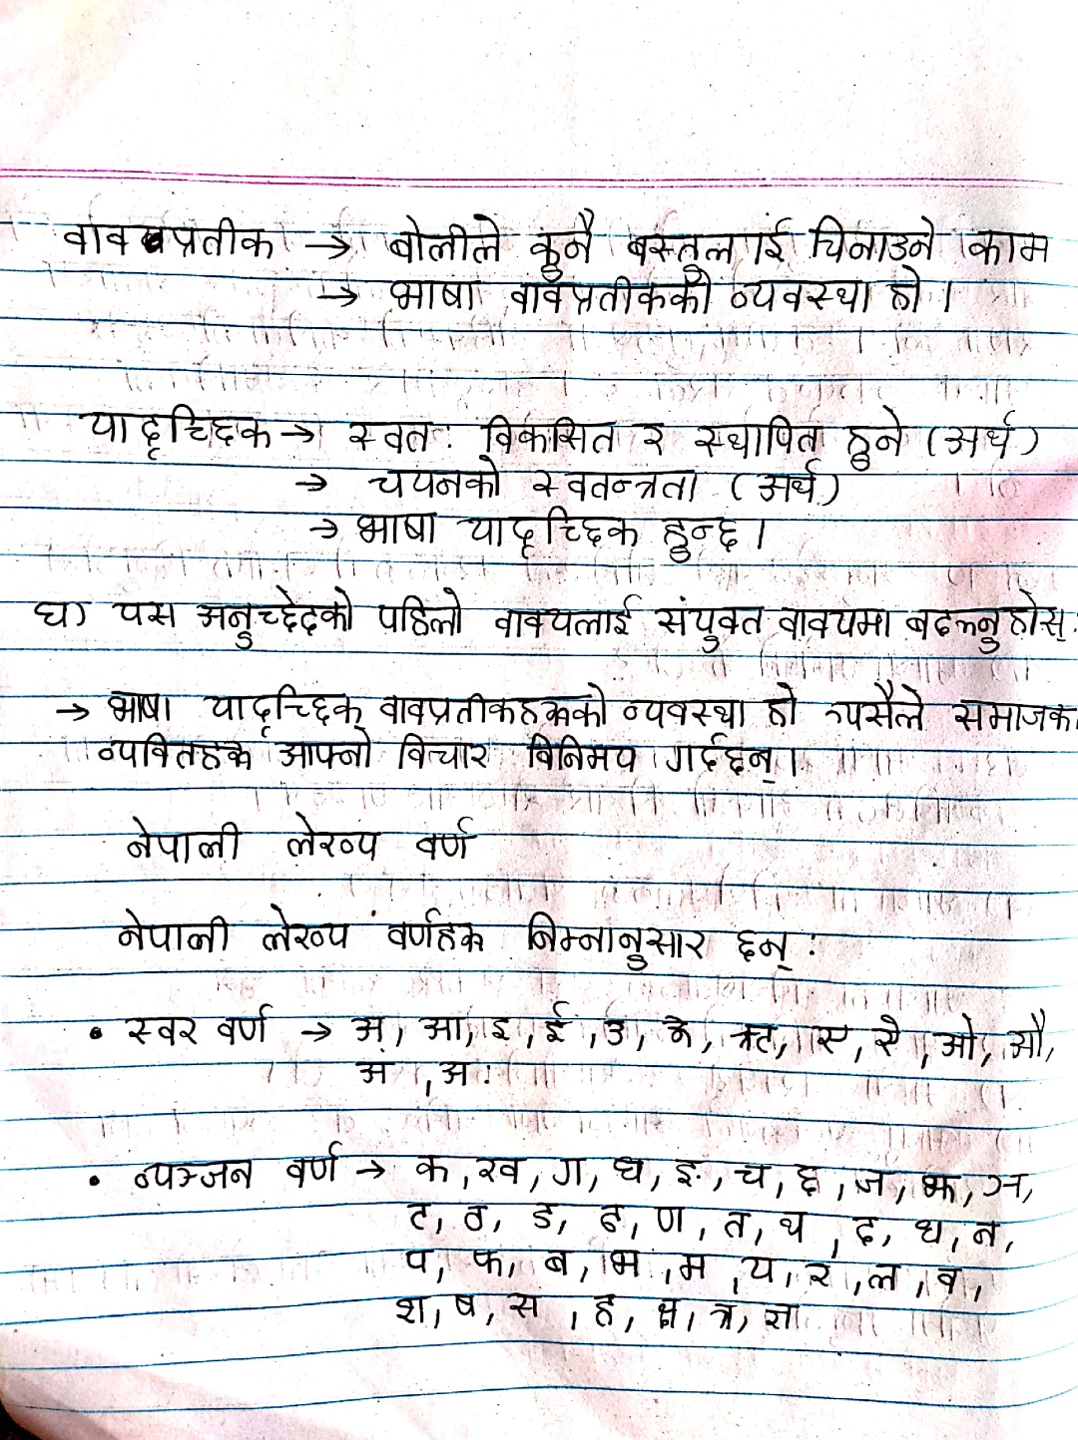 वाकप्रतीक → बोलीले कुनै बस्तुलाई चिनाउने काम
→ भाषा वाक्प्रतीकको व्यवस्था हो ।
यादृच्छिक → स्वतः विकसित र स्थापित हुने (अर्थ)
→ चयनको स्वतन्त्रता (अर्थ)
→ भाषा यादृच्छिक हुन्छ ।
घ) यस अनुच्छेदको पहिलो वाक्यलाई संयुक्त वाक्यमा बदल्नुहोस्.
→ भाषा यादृच्छिक वाक्प्रतीकहरूको व्यवस्था हो त्यसैले समाजका
व्यक्तिहरू आफ्नो विचार विनिमय गर्दछन् ।
नेपाली लेख्य वर्ण
नेपाली लेख्य वर्णहरू निम्नानुसार छन् :
• स्वर वर्ण → अ, आ, इ, ई, उ, ऊ, ऋ, ए, ऐ, ओ, औ,
अं, अः
• व्यञ्जन वर्ण → क, ख, ग, घ, ङ, च, छ, ज, झ, ञ,
ट, ठ, ड, ढ, ण, त, थ, द, ध, न,
प, फ, ब, भ, म, य, र, ल, व,
श, ष, स, ह, क्ष, त्र, ज्ञ